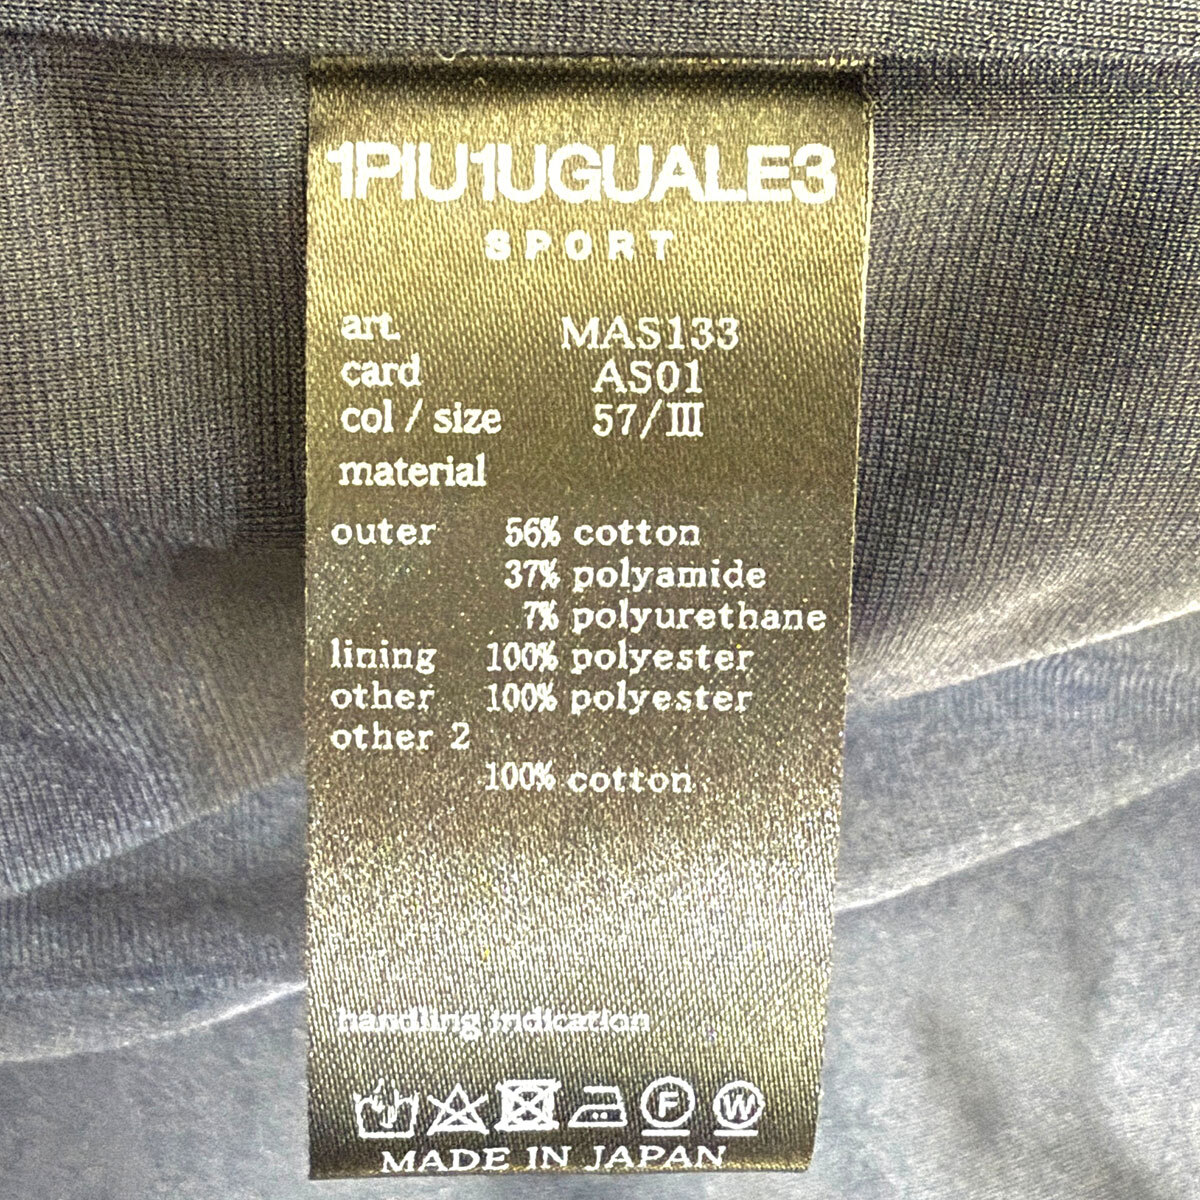 1PIU1UGUALE3
SPORT
art. MAS133
card AS01
col / size 57/III
material
outer 56% cotton
37% polyamide
7% polyurethane
lining 100% polyester
other 100% polyester
other 2
100% cotton
handling indication
F W
MADE IN JAPAN